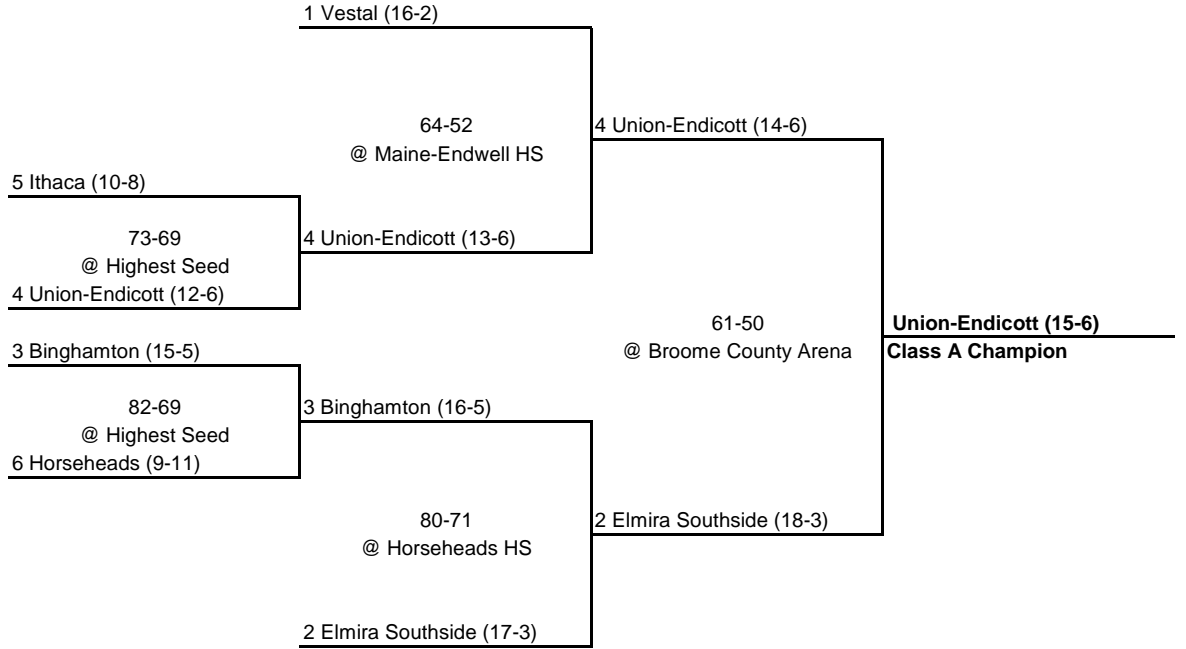 1 Vestal (16-2)
64-52
@ Maine-Endwell HS
4 Union-Endicott (14-6)
5 Ithaca (10-8)
73-69
@ Highest Seed
4 Union-Endicott (13-6)
4 Union-Endicott (12-6)
61-50
@ Broome County Arena
Union-Endicott (15-6)
Class A Champion
3 Binghamton (15-5)
82-69
@ Highest Seed
3 Binghamton (16-5)
6 Horseheads (9-11)
80-71
@ Horseheads HS
2 Elmira Southside (18-3)
2 Elmira Southside (17-3)